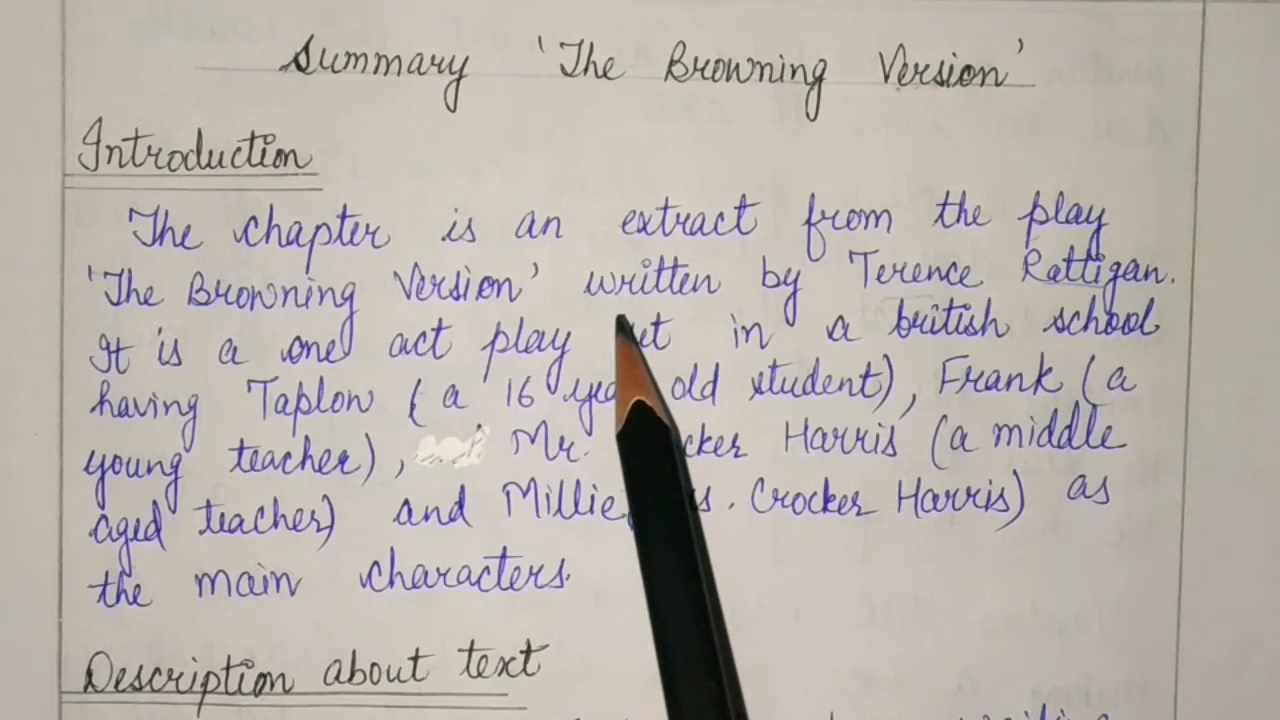 Summary 'The Browning Version'
Introduction
The chapter is an extract from the play
'The Browning Version' written by Terence Rattigan.
It is a one act play in a british school
having Taplon (a 16 old student), Frank (a
young teacher), Mr. Harris (a middle
aged teacher) and Millie Crocker Harris) as
the main characters.
Description about text